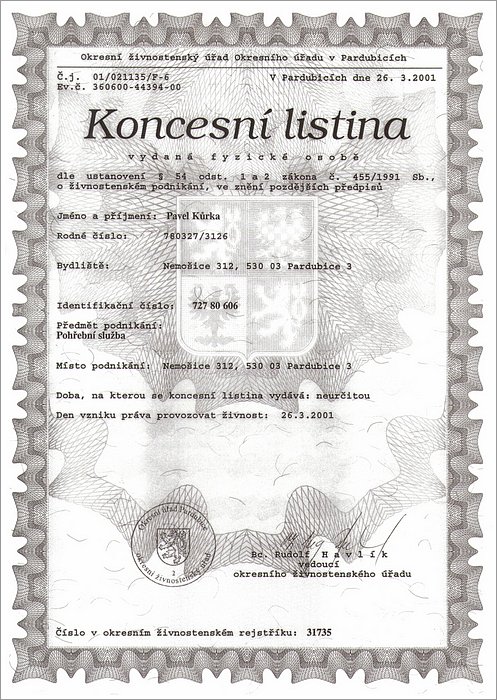 Okresní živnostenský úřad Okresního úřadu v Pardubicích
Č.j. 01/021135/F-6 V Pardubicích dne 26. 3.2001
Ev.č. 360600-44394-00
Koncesní listina
vydaná fyzické osobě
dle ustanovení § 54 odst. 1 a 2 zákona č. 455/1991 Sb.,
o živnostenském podnikání, ve znění pozdějších předpisů
Jméno a příjmení: Pavel Kůrka
Rodné číslo: 760327/3126
Bydliště: Nemošice 312, 530 03 Pardubice 3
Identifikační číslo: 727 80 606
Předmět podnikání:
Pohřební služba
Místo podnikání: Nemošice 312, 530 03 Pardubice 3
Doba, na kterou se koncesní listina vydává: neurčitou
Den vzniku práva provozovat živnost: 26.3.2001
Bc. Rudolf Havlík
vedoucí
okresního živnostenského úřadu
Číslo v okresním živnostenském rejstříku: 31735